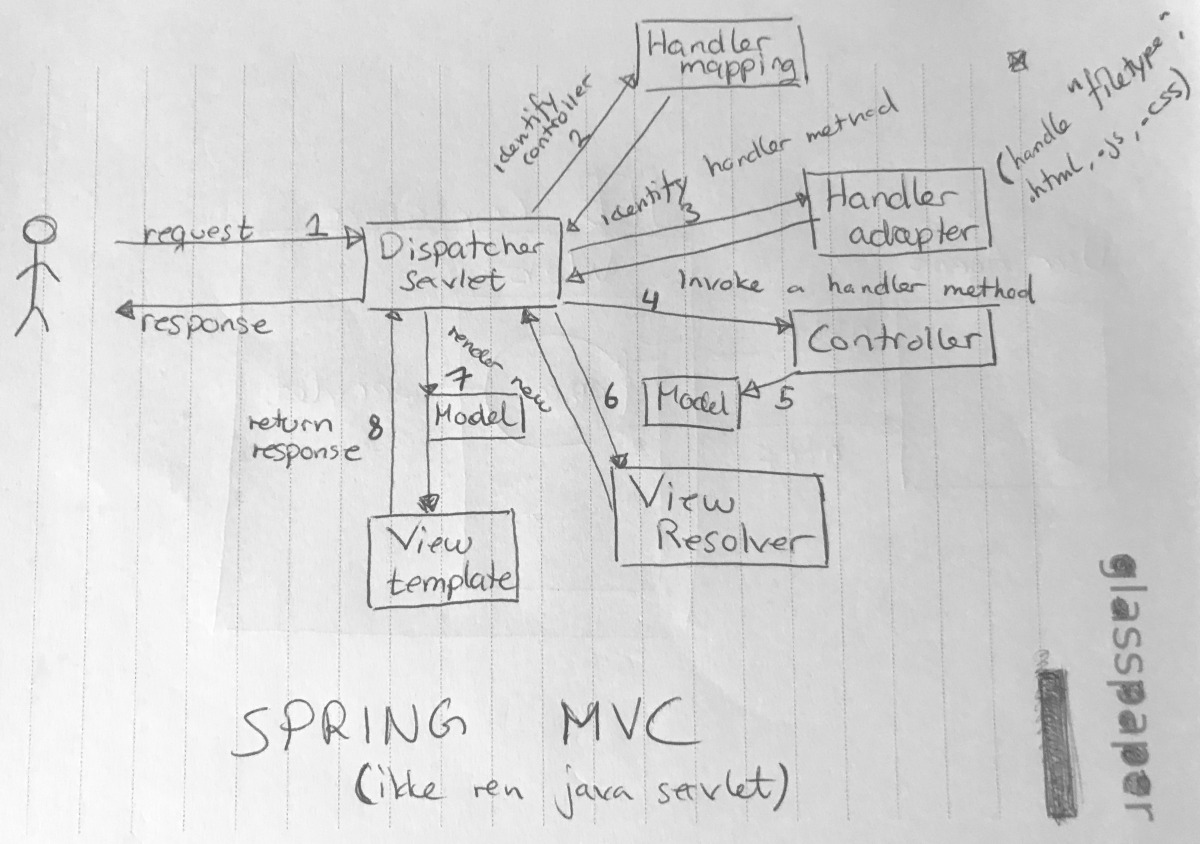 Handler
mapping
identify
controller
2
(handle "filetype"
.html, .js, .css)
identify handler method
3
Handler
adapter
request 1
Dispatcher
Servlet
response
Invoke a handler method
4
Controller
5
Model
6
render new
7
Model
return
response
8
View
Resolver
View
template
SPRING MVC
(ikke ren java servlet)
glasspaper